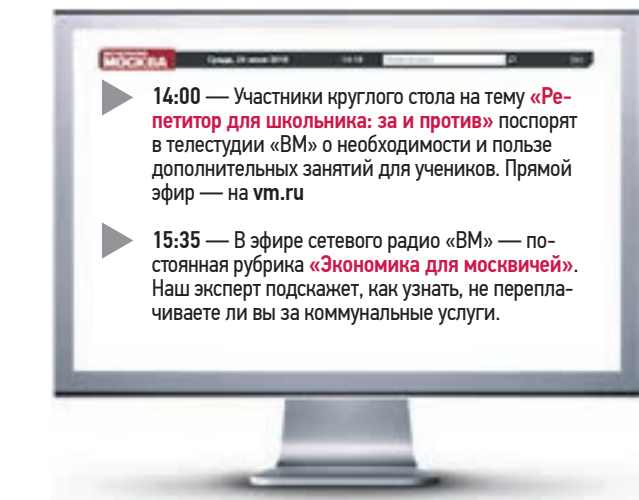 МОСКВА
14:00 — Участники круглого стола на тему «Ре-
петитор для школьника: за и против» поспорят
в телестудии «ВМ» о необходимости и пользе
дополнительных занятий для учеников. Прямой
эфир — на vm.ru
15:35 — В эфире сетевого радио «ВМ» — по-
стоянная рубрика «Экономика для москвичей».
Наш эксперт подскажет, как узнать, не перепла-
чиваете ли вы за коммунальные услуги.